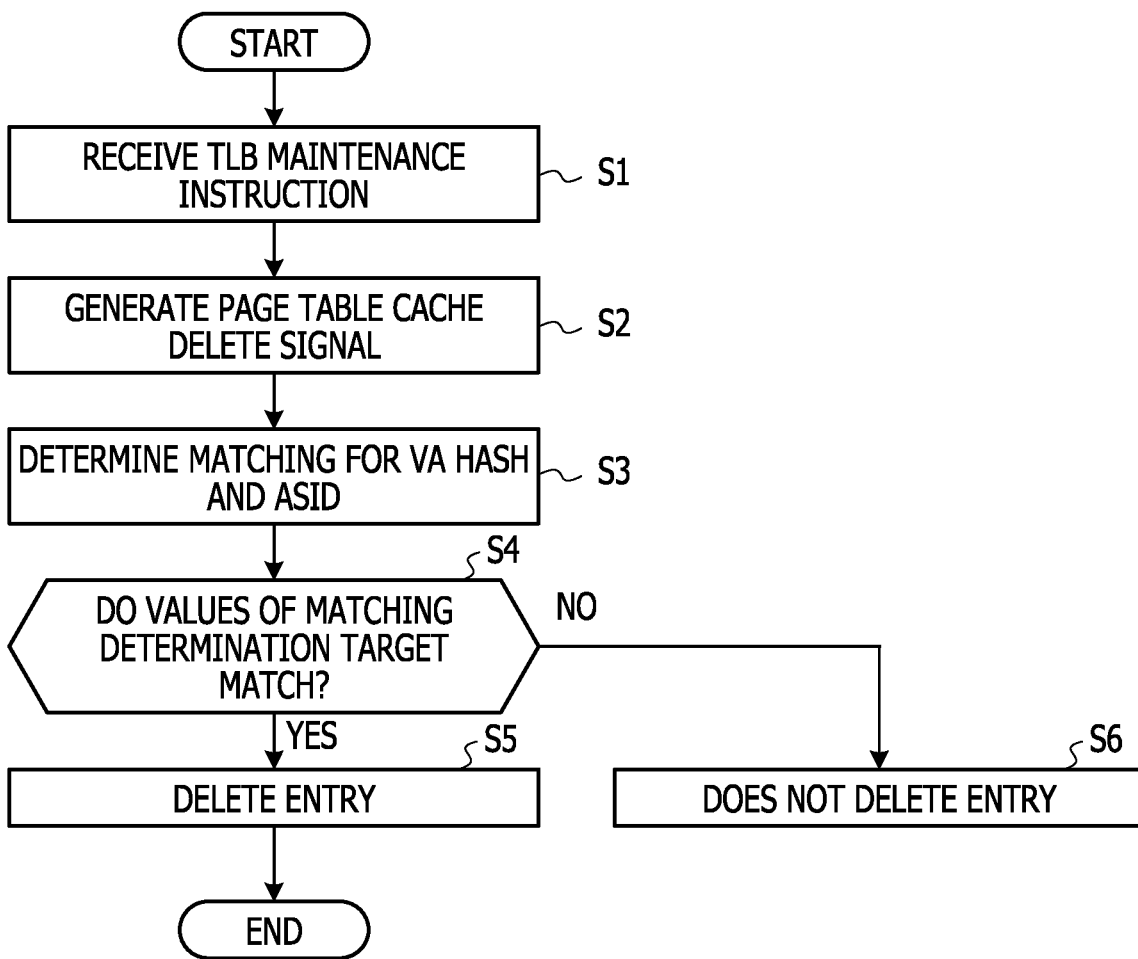 START
RECEIVE TLB MAINTENANCE
INSTRUCTION
S1
GENERATE PAGE TABLE CACHE
DELETE SIGNAL
S2
DETERMINE MATCHING FOR VA HASH
AND ASID
S3
S4
DO VALUES OF MATCHING
DETERMINATION TARGET
MATCH?
NO
YES
S5
DELETE ENTRY
S6
DOES NOT DELETE ENTRY
END